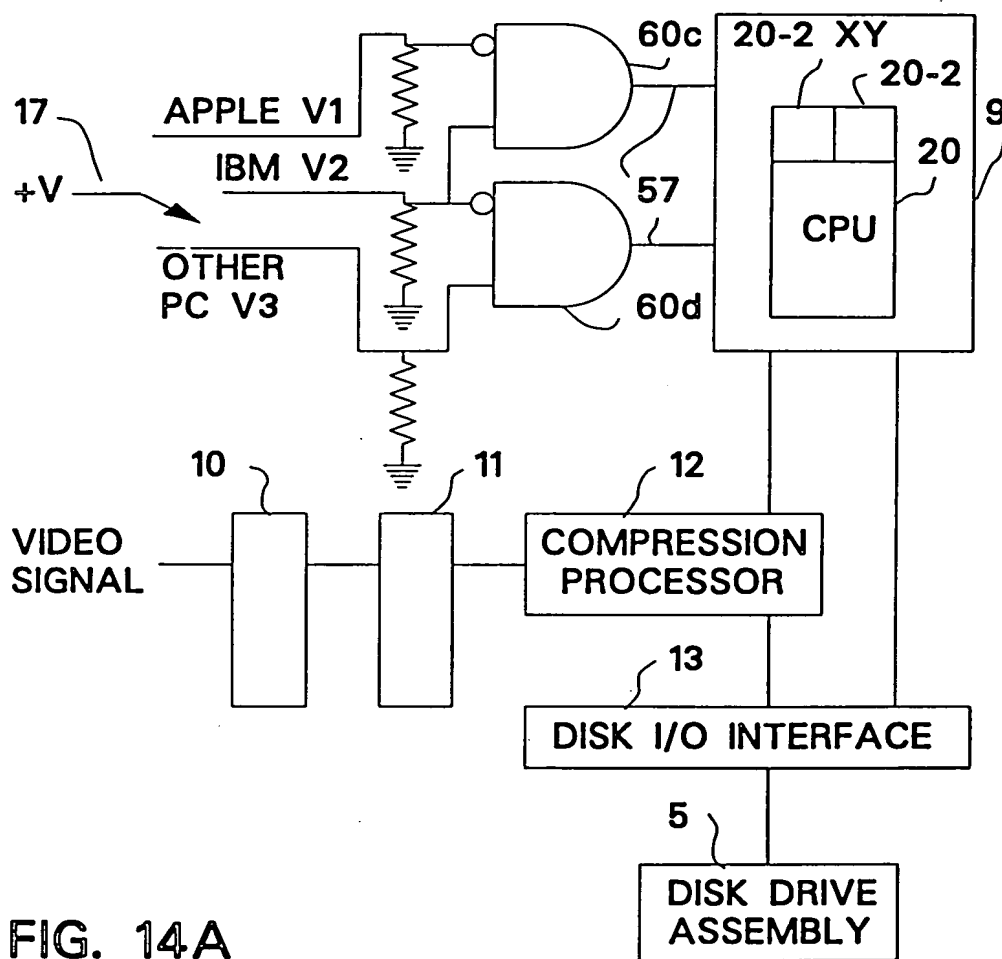 60c
20-2 XY
20-2
9
17
APPLE V1
20
IBM V2
+V
57
CPU
OTHER
PC V3
60d
10
11
12
VIDEO
SIGNAL
COMPRESSION
PROCESSOR
13
DISK I/O INTERFACE
5
DISK DRIVE
ASSEMBLY
FIG. 14A